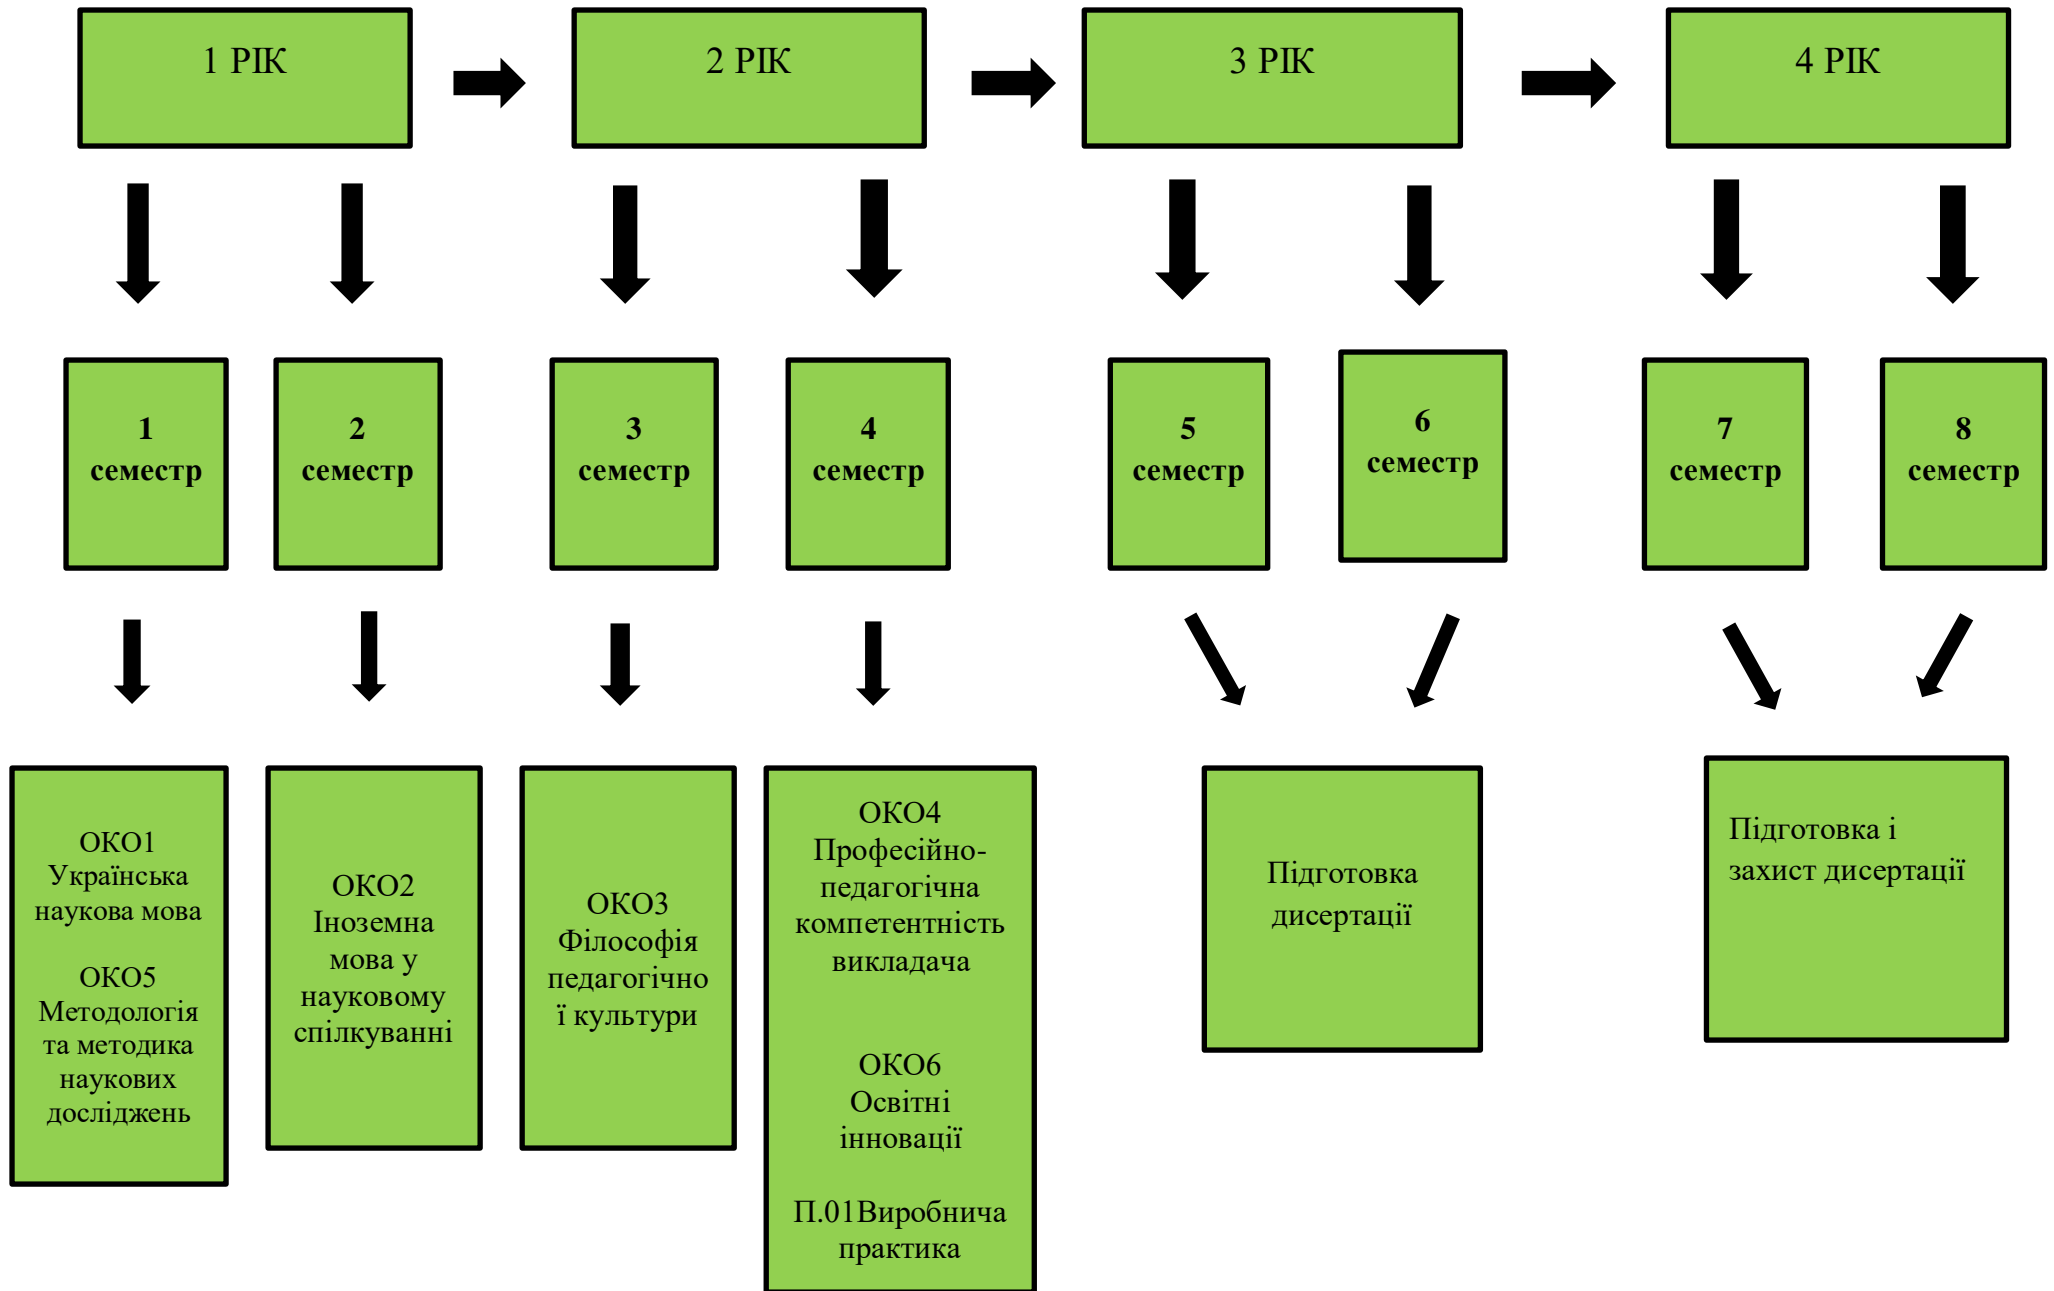 1 РІК
2 РІК
3 РІК
4 РІК
1
семестр
2
семестр
3
семестр
4
семестр
5
семестр
6
семестр
7
семестр
8
семестр
ОКО1
Українська
наукова мова
ОКО5
Методологія
та методика
наукових
досліджень
ОКО2
Іноземна
мова у
науковому
спілкуванні
ОКО3
Філософія
педагогічно
ї культури
ОКО4
Професійно-
педагогічна
компетентність
викладача
ОКО6
Освітні
інновації
П.01Виробнича
практика
Підготовка
дисертації
Підготовка і
захист дисертації